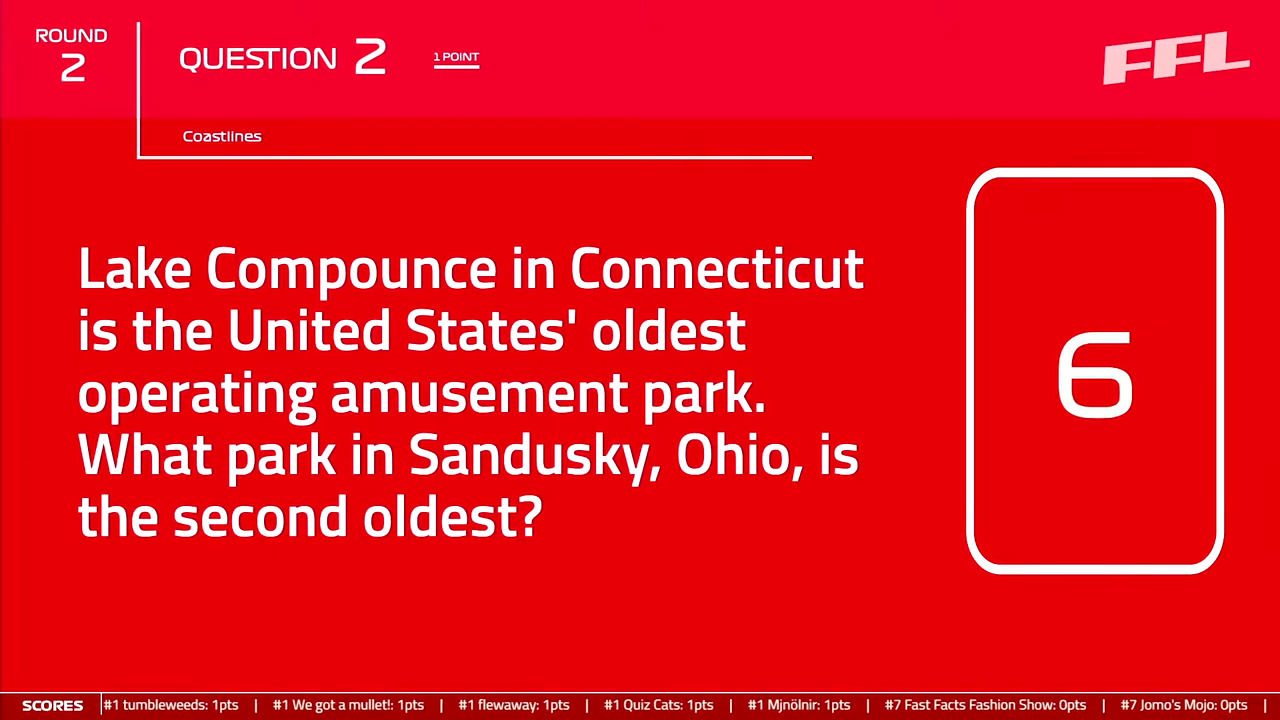 ROUND
2
QUESTION 2
1 POINT
FFL
Coastlines
Lake Compounce in Connecticut
is the United States' oldest
operating amusement park.
What park in Sandusky, Ohio, is
the second oldest?
6
SCORES #1 tumbleweeds: 1pts | #1 We got a mullet!: 1pts | #1 flewaway: 1pts | #1 Quiz Cats: 1pts | #1 Mjnölnir: 1pts | #7 Fast Facts Fashion Show: 0pts | #7 Jomo's Mojo: 0pts |